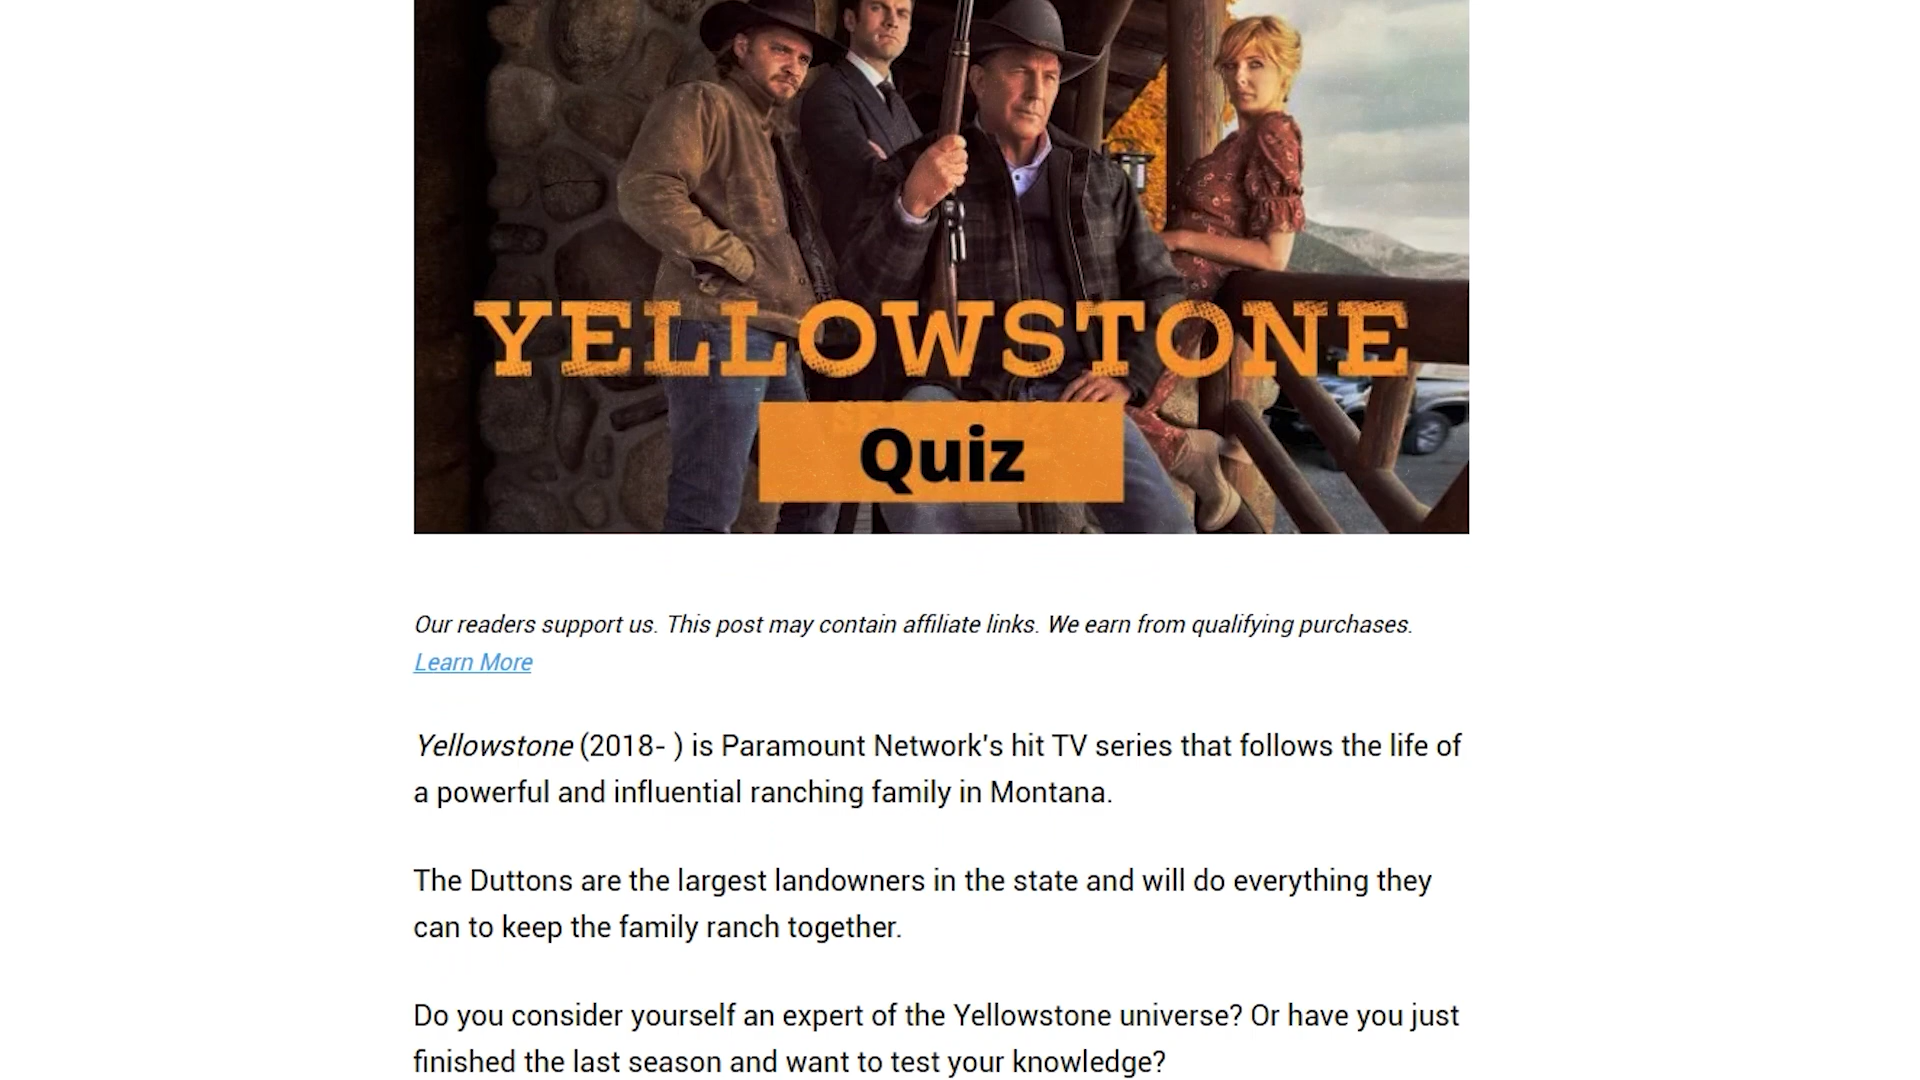 YELLOWSTONE
Quiz
Our readers support us. This post may contain affiliate links. We earn from qualifying purchases.
Learn More
Yellowstone (2018- ) is Paramount Network's hit TV series that follows the life of
a powerful and influential ranching family in Montana.
The Duttons are the largest landowners in the state and will do everything they
can to keep the family ranch together.
Do you consider yourself an expert of the Yellowstone universe? Or have you just
finished the last season and want to test your knowledge?